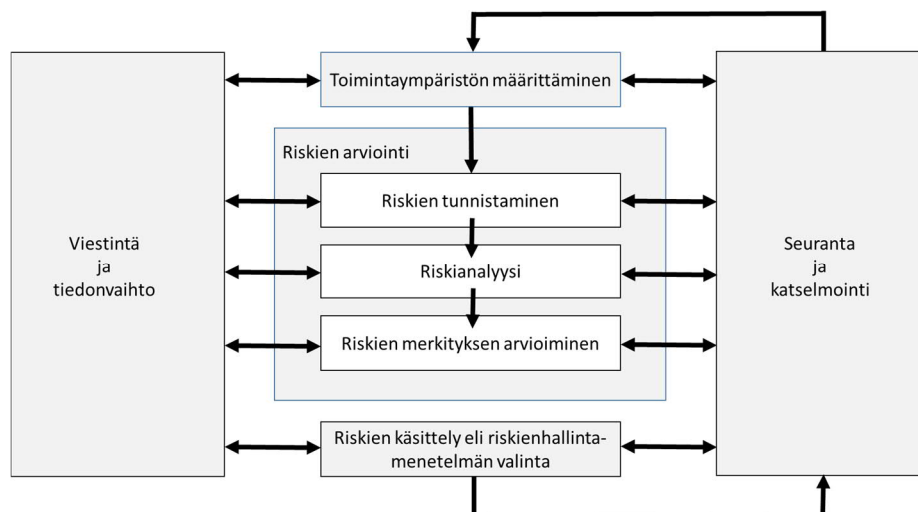 Toimintaympäristön määrittäminen
Riskien arviointi
Riskien tunnistaminen
Riskianalyysi
Riskien merkityksen arvioiminen
Riskien käsittely eli riskienhallinta-
menetelmän valinta
Viestintä
ja
tiedonvaihto
Seuranta
ja
katselmointi